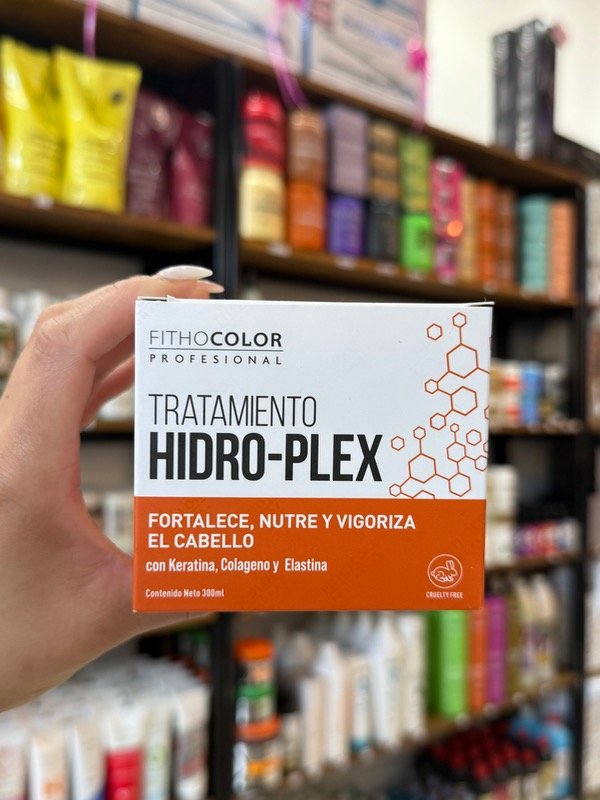 FITHOCOLOR
PROFESIONAL
TRATAMIENTO
HIDRO-PLEX
FORTALECE, NUTRE Y VIGORIZA
EL CABELLO
con Keratina, Colageno y Elastina
Contenido Neto 300ml
CRUELTY FREE